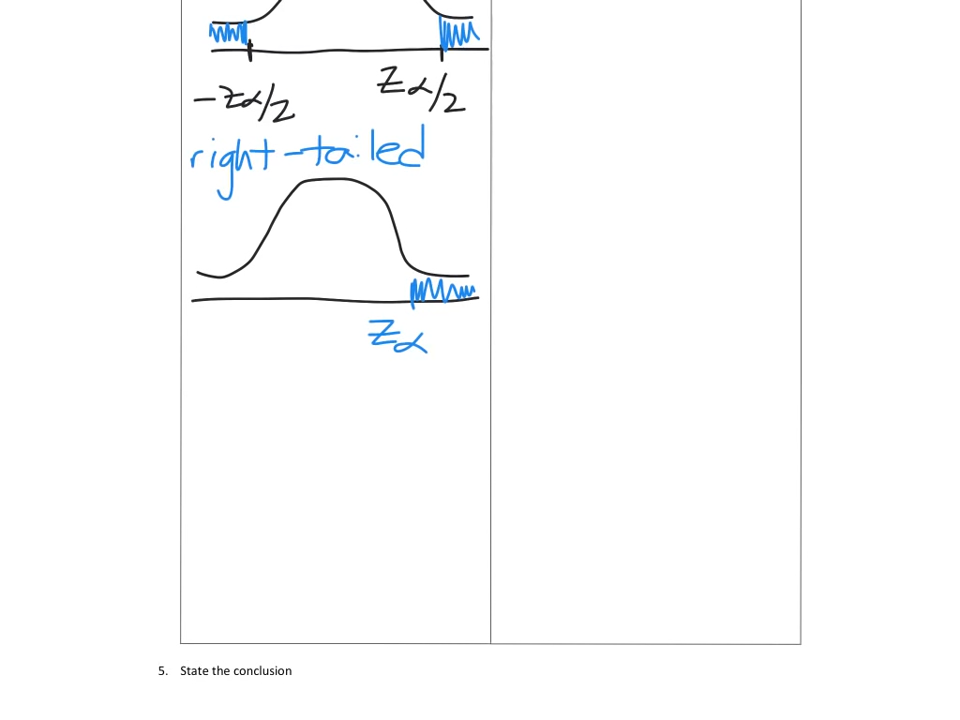 -Zα/2 Zα/2
right-tailed
Zα
5. State the conclusion